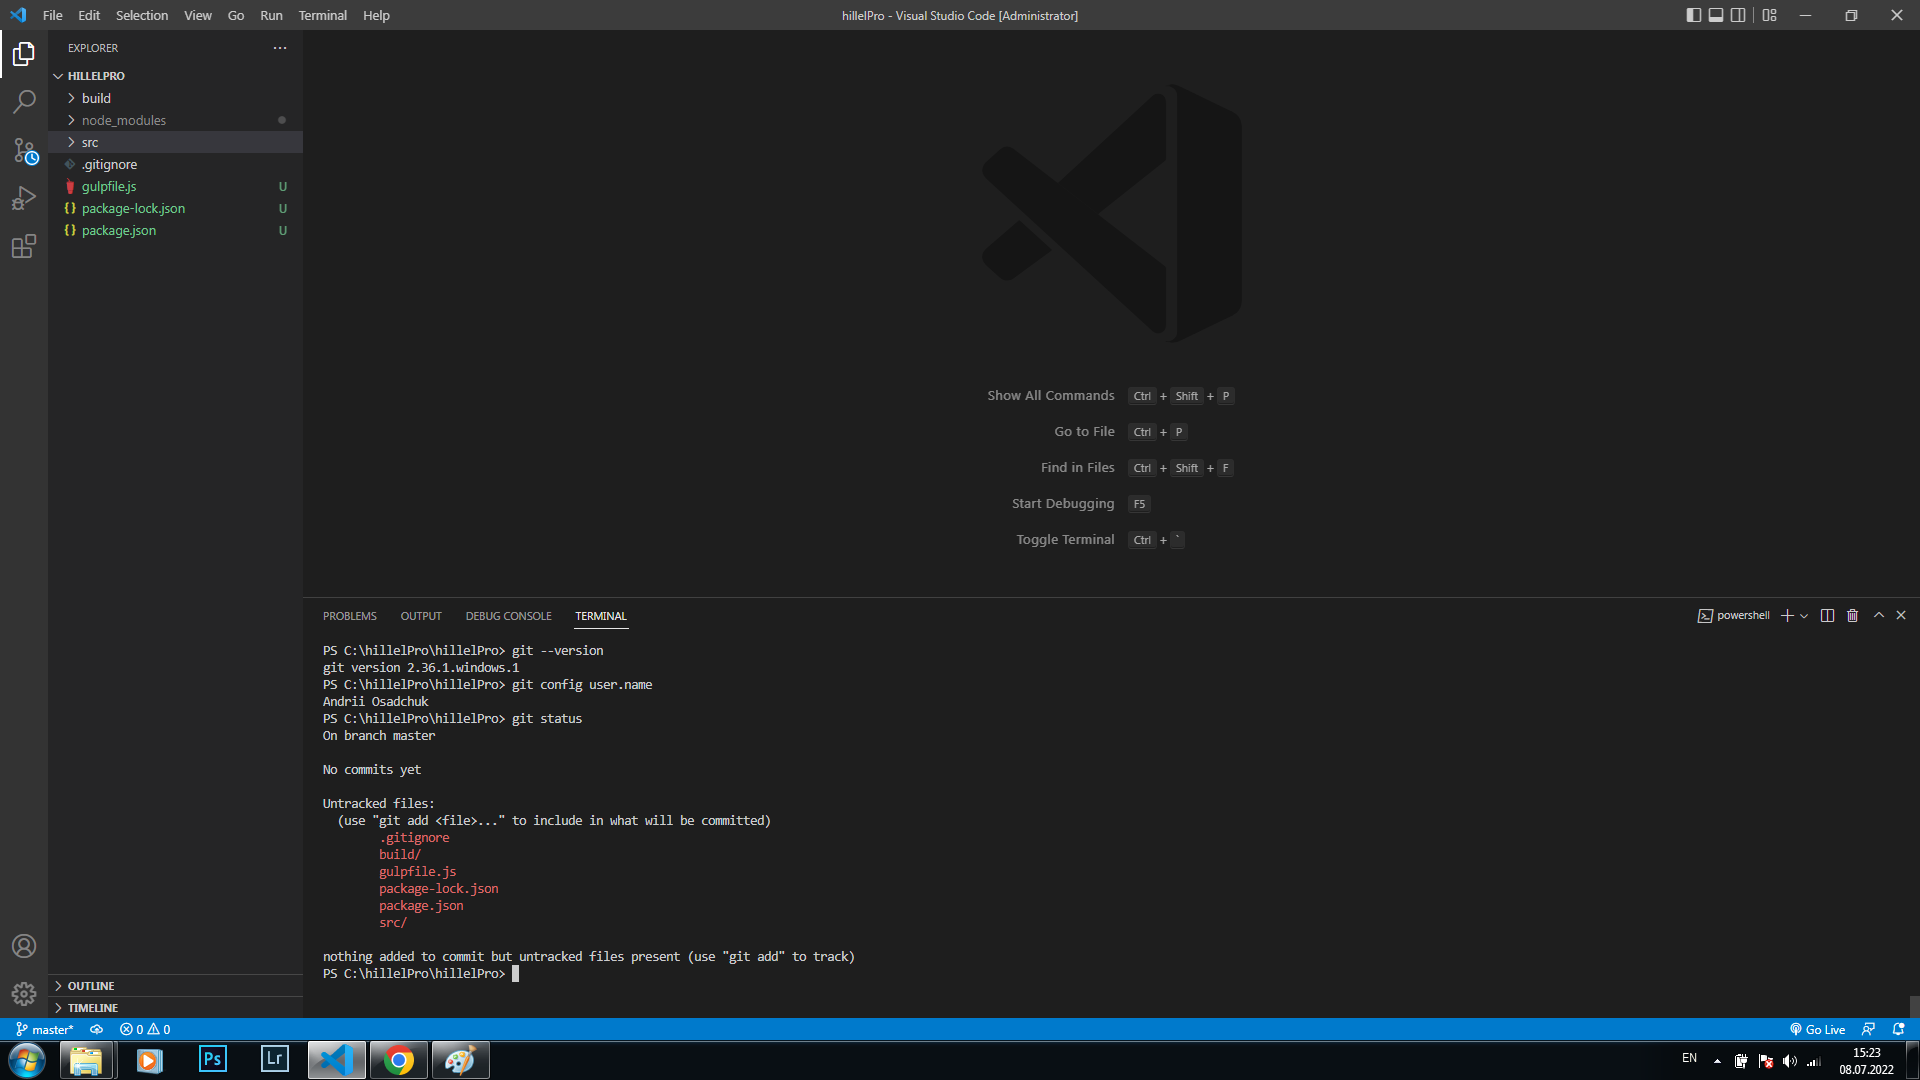 File Edit Selection View Go Run Terminal Help
hillelPro - Visual Studio Code [Administrator]
EXPLORER
HILLELPRO
build
node_modules
src
.gitignore
gulpfile.js U
package-lock.json U
package.json U
OUTLINE
TIMELINE
Show All Commands Ctrl + Shift + P
Go to File Ctrl + P
Find in Files Ctrl + Shift + F
Start Debugging F5
Toggle Terminal Ctrl + `
PROBLEMS OUTPUT DEBUG CONSOLE TERMINAL
powershell
PS C:\hillelPro\hillelPro> git --version
git version 2.36.1.windows.1
PS C:\hillelPro\hillelPro> git config user.name
Andrii Osadchuk
PS C:\hillelPro\hillelPro> git status
On branch master
No commits yet
Untracked files:
(use "git add <file>..." to include in what will be committed)
.gitignore
build/
gulpfile.js
package-lock.json
package.json
src/
nothing added to commit but untracked files present (use "git add" to track)
PS C:\hillelPro\hillelPro>
master* 0 0
Go Live
Ps Lr
EN
15:23
08.07.2022